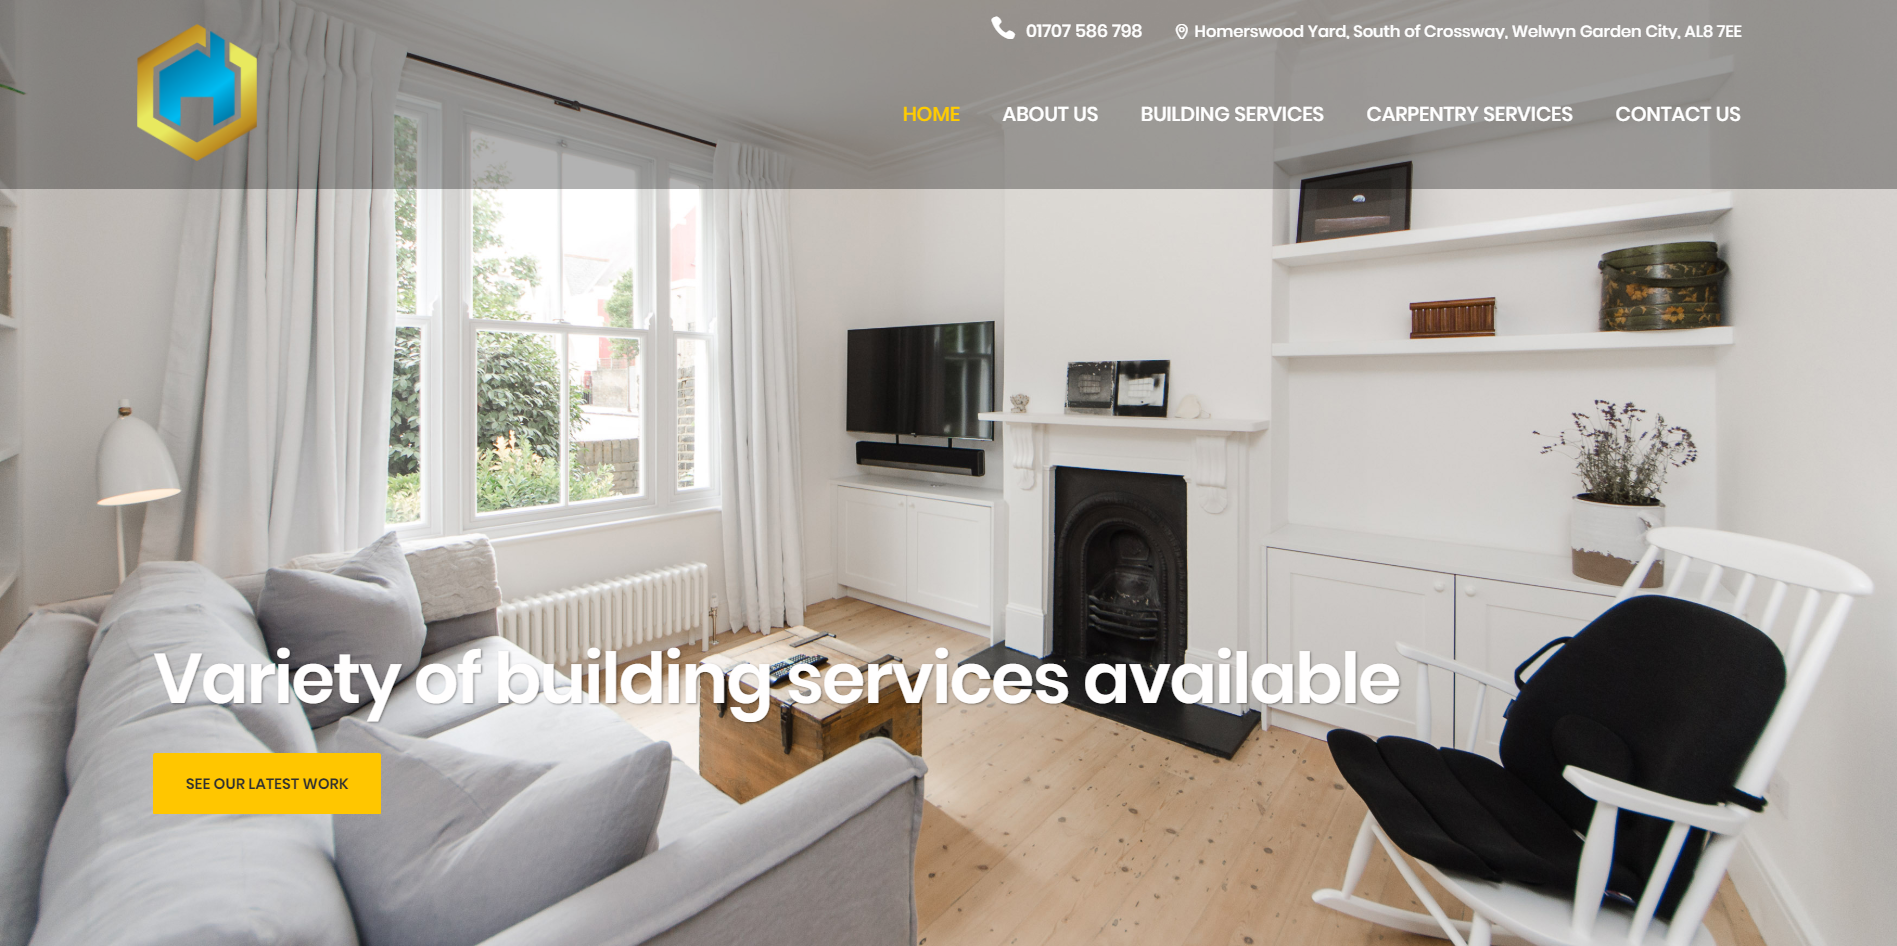 01707 586 798
Homerswood Yard, South of Crossway, Welwyn Garden City, AL8 7EE
HOME ABOUT US BUILDING SERVICES CARPENTRY SERVICES CONTACT US
Variety of building services available
SEE OUR LATEST WORK